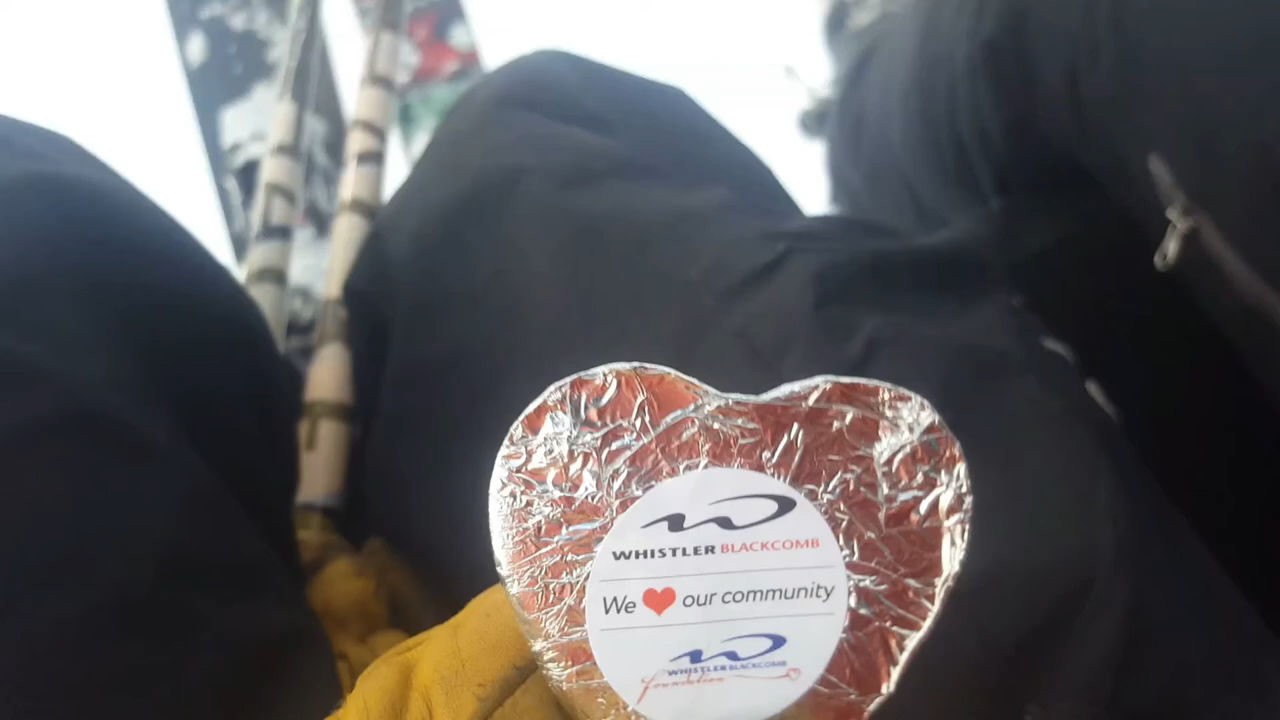 WHISTLER BLACKCOMB
We ❤ our community
WHISTLER BLACKCOMB
foundation